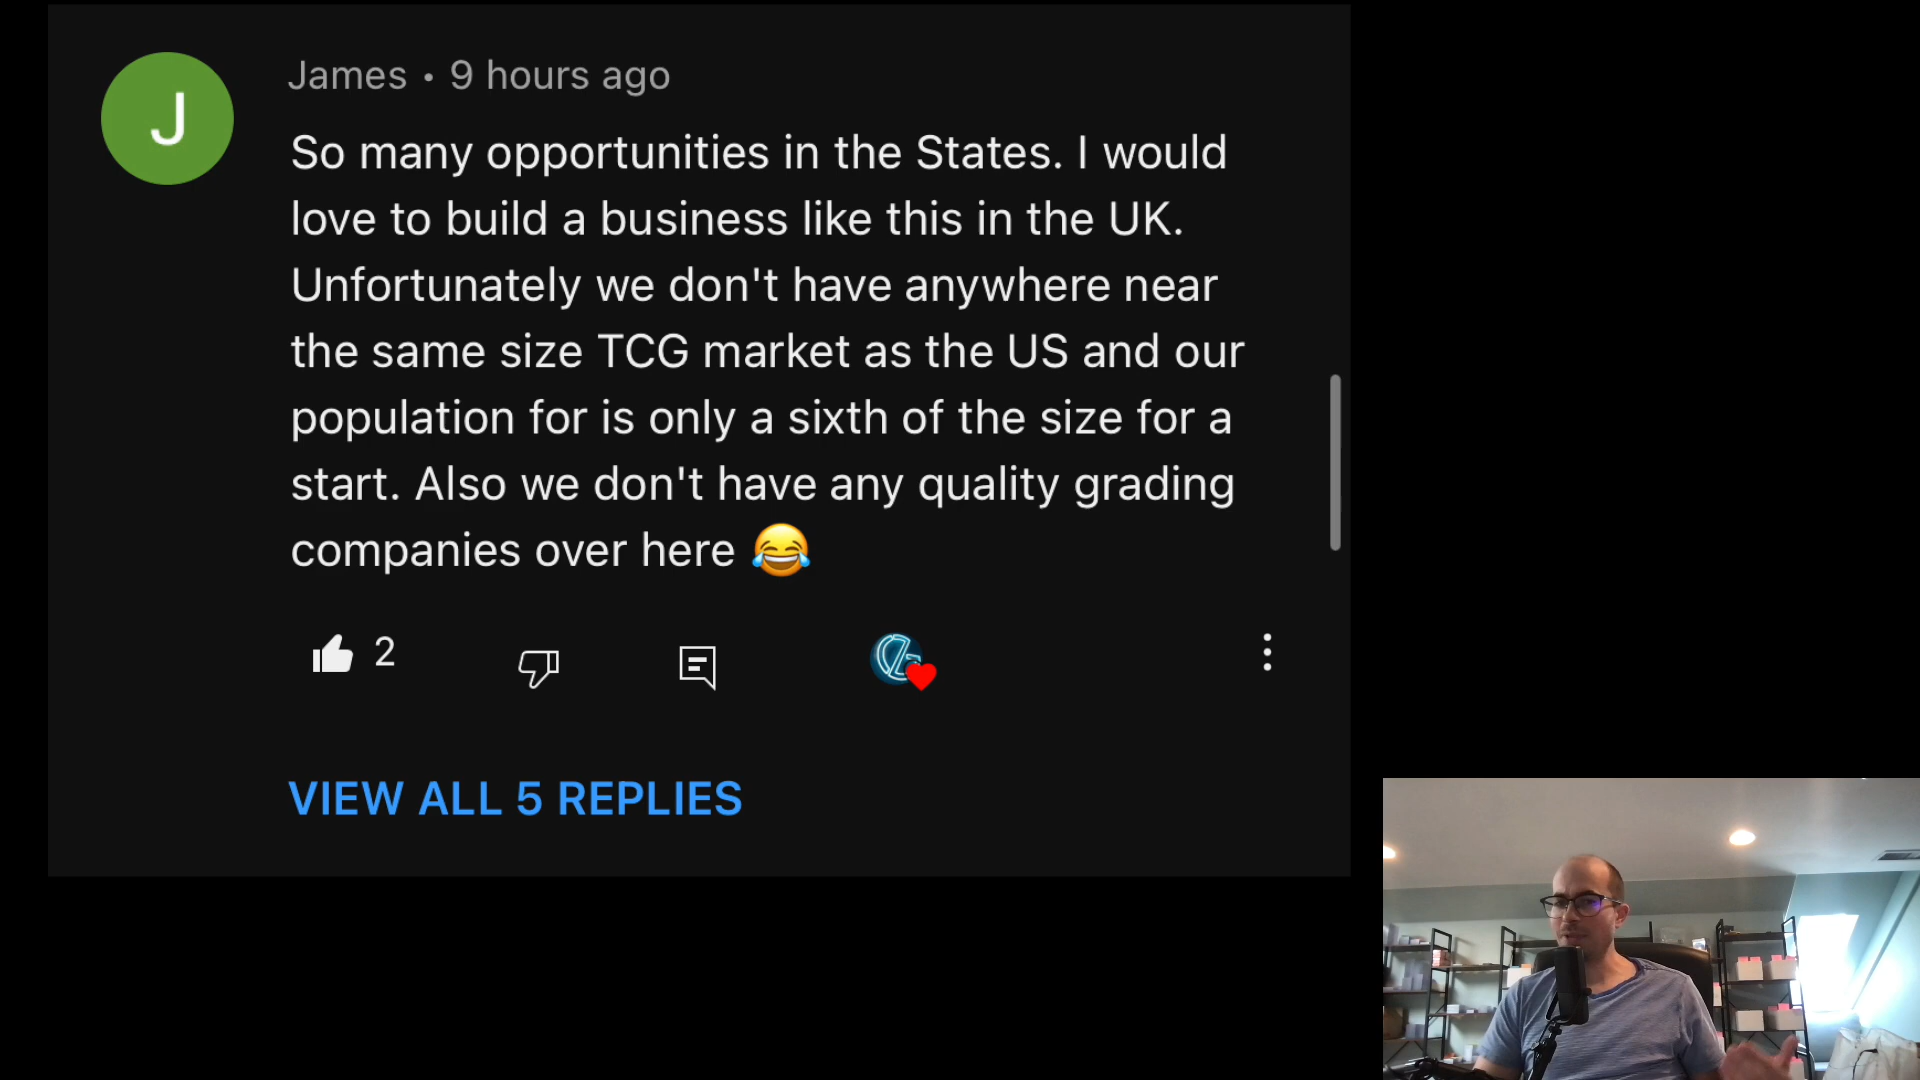 J
James • 9 hours ago
So many opportunities in the States. I would
love to build a business like this in the UK.
Unfortunately we don't have anywhere near
the same size TCG market as the US and our
population for is only a sixth of the size for a
start. Also we don't have any quality grading
companies over here 😂
2
VIEW ALL 5 REPLIES